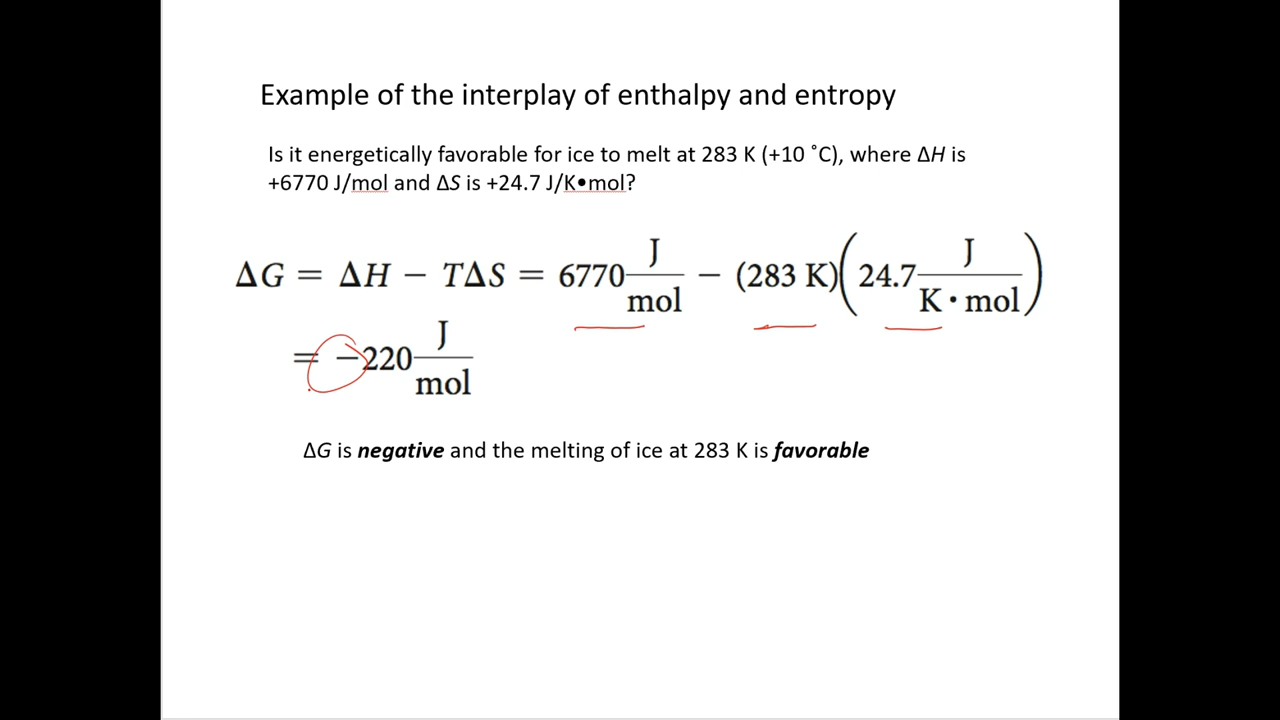 Example of the interplay of enthalpy and entropy
Is it energetically favorable for ice to melt at 283 K (+10 ˚C), where ΔH is
+6770 J/mol and ΔS is +24.7 J/K•mol?
ΔG = ΔH − TΔS = 6770 J/mol − (283 K)(24.7 J/K · mol)
= −220 J/mol
ΔG is negative and the melting of ice at 283 K is favorable